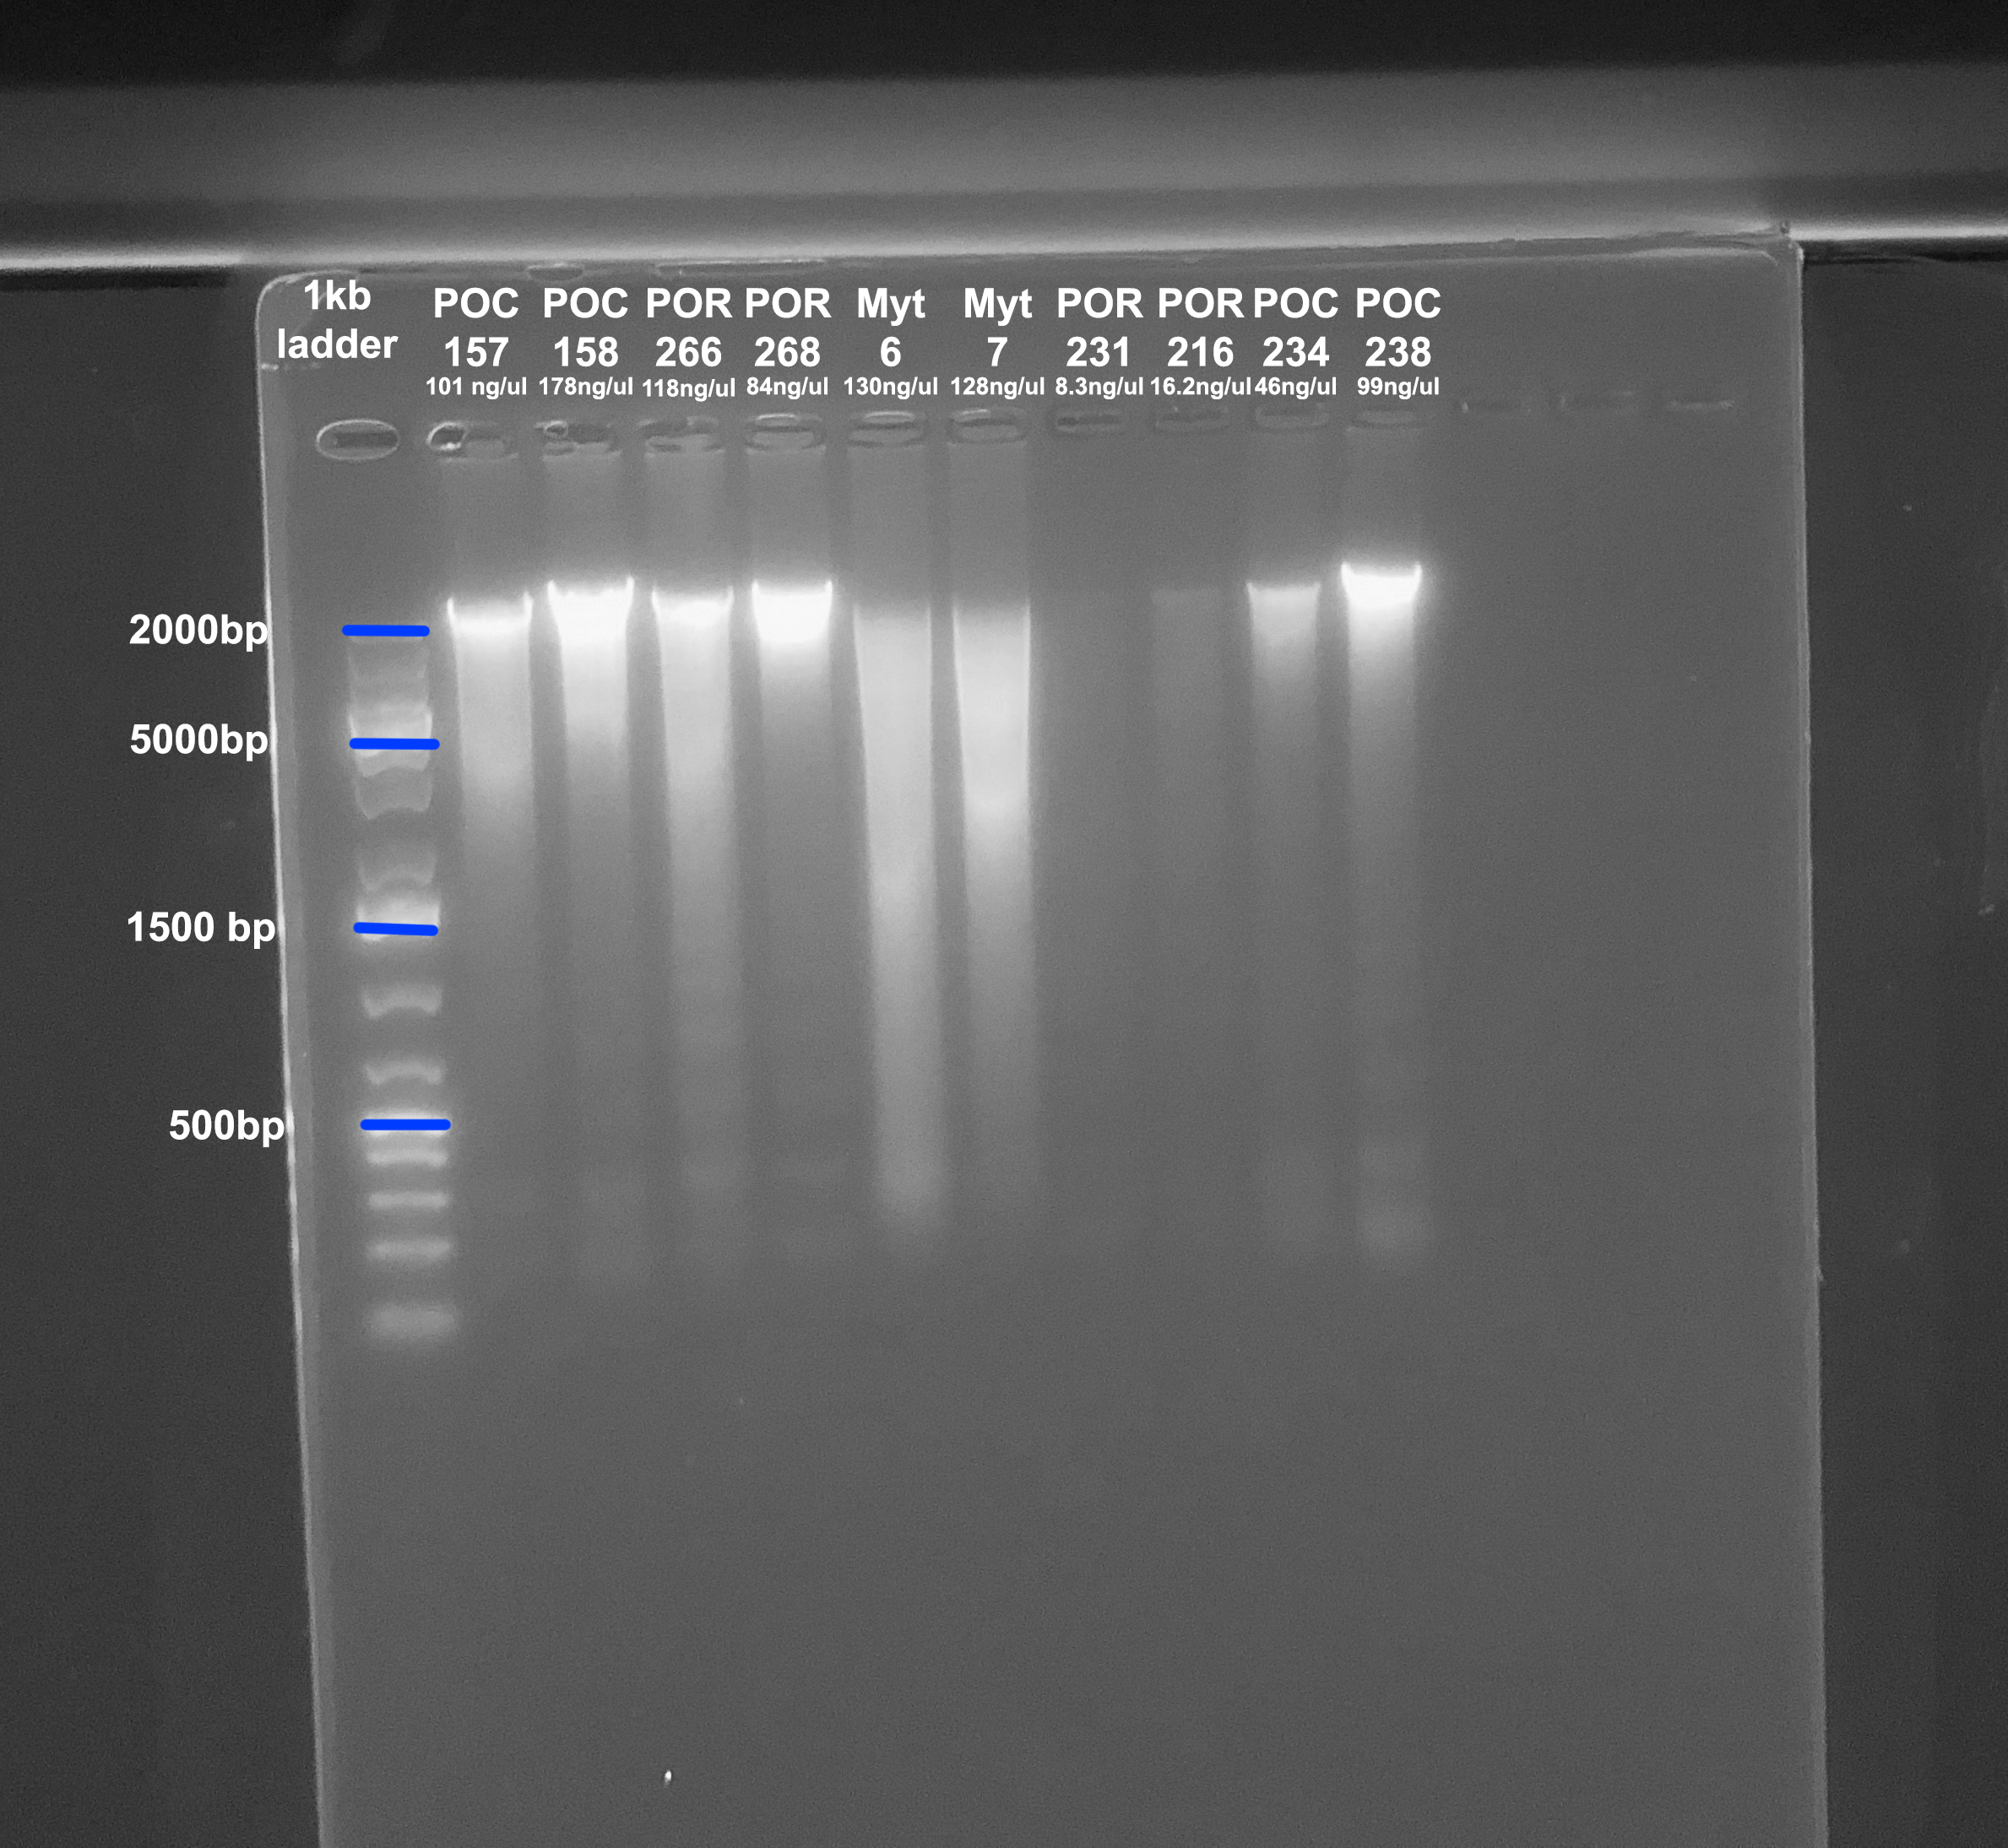 1kb
ladder
POC POC POR POR Myt Myt POR POR POC POC
157 158 266 268 6 7 231 216 234 238
101 ng/ul 178ng/ul 118ng/ul 84ng/ul 130ng/ul 128ng/ul 8.3ng/ul 16.2ng/ul 46ng/ul 99ng/ul
2000bp
5000bp
1500 bp
500bp